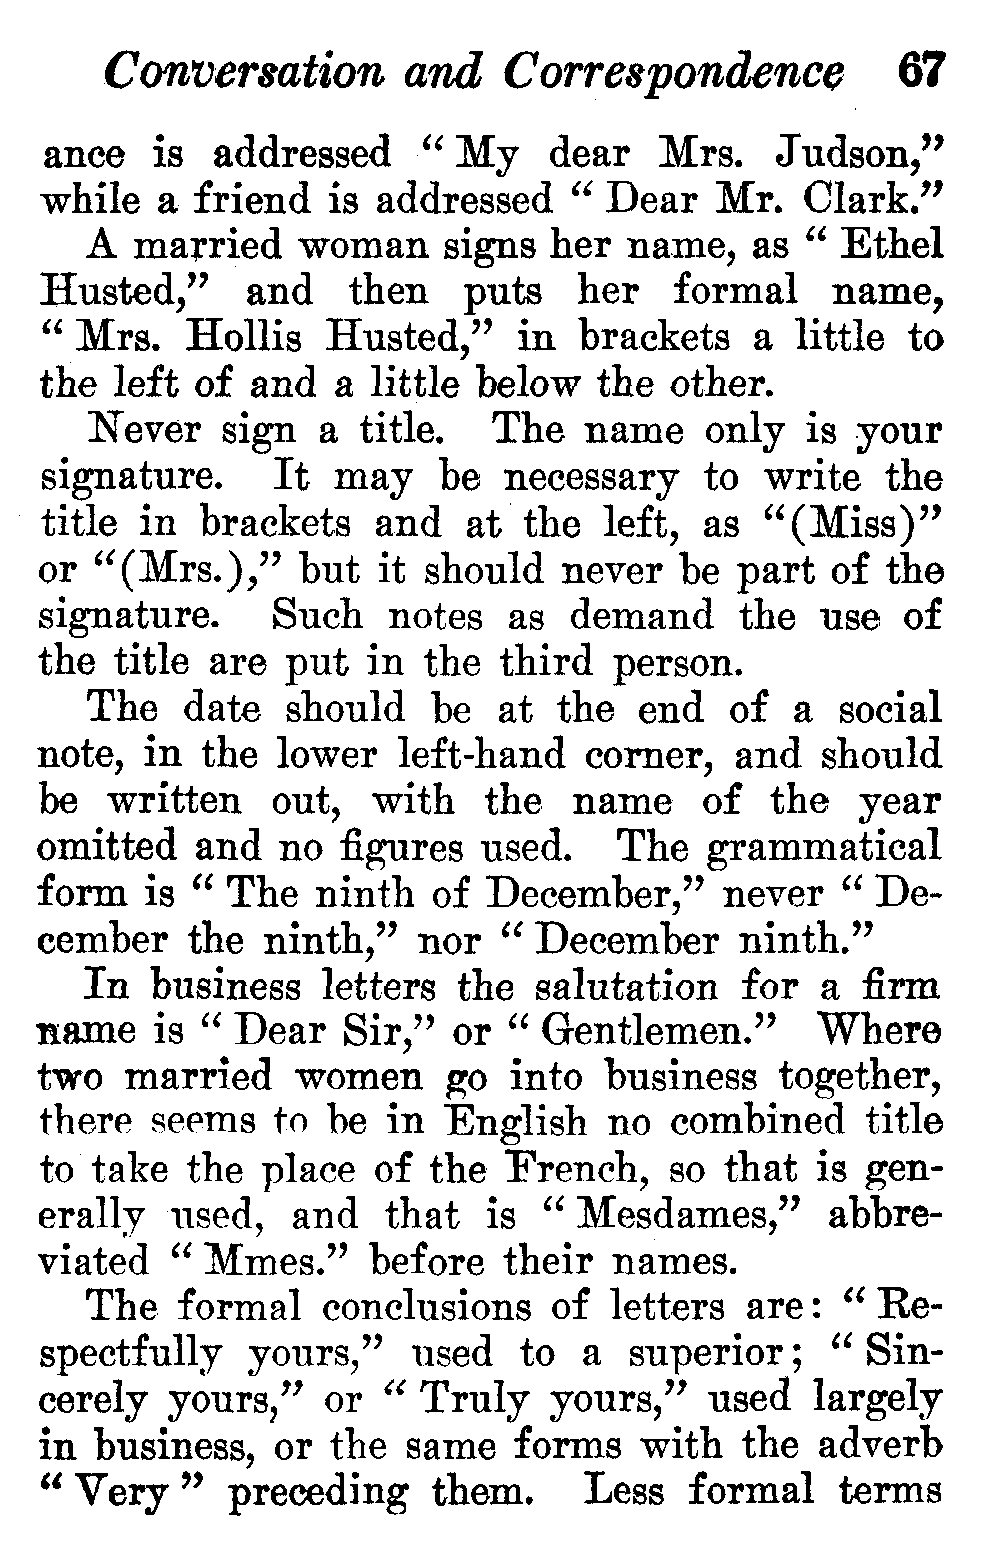 Conversation and Correspondence 67
ance is addressed “ My dear Mrs. Judson,”
while a friend is addressed “ Dear Mr. Clark.”
A married woman signs her name, as “ Ethel
Husted,” and then puts her formal name,
“ Mrs. Hollis Husted,” in brackets a little to
the left of and a little below the other.
Never sign a title. The name only is your
signature. It may be necessary to write the
title in brackets and at the left, as “(Miss)”
or “(Mrs.),” but it should never be part of the
signature. Such notes as demand the use of
the title are put in the third person.
The date should be at the end of a social
note, in the lower left-hand corner, and should
be written out, with the name of the year
omitted and no figures used. The grammatical
form is “ The ninth of December,” never “ De-
cember the ninth,” nor “ December ninth.”
In business letters the salutation for a firm
name is “ Dear Sir,” or “ Gentlemen.” Where
two married women go into business together,
there seems to be in English no combined title
to take the place of the French, so that is gen-
erally used, and that is “ Mesdames,” abbre-
viated “ Mmes.” before their names.
The formal conclusions of letters are: “ Re-
spectfully yours,” used to a superior; “ Sin-
cerely yours,” or “ Truly yours,” used largely
in business, or the same forms with the adverb
“ Very ” preceding them. Less formal terms